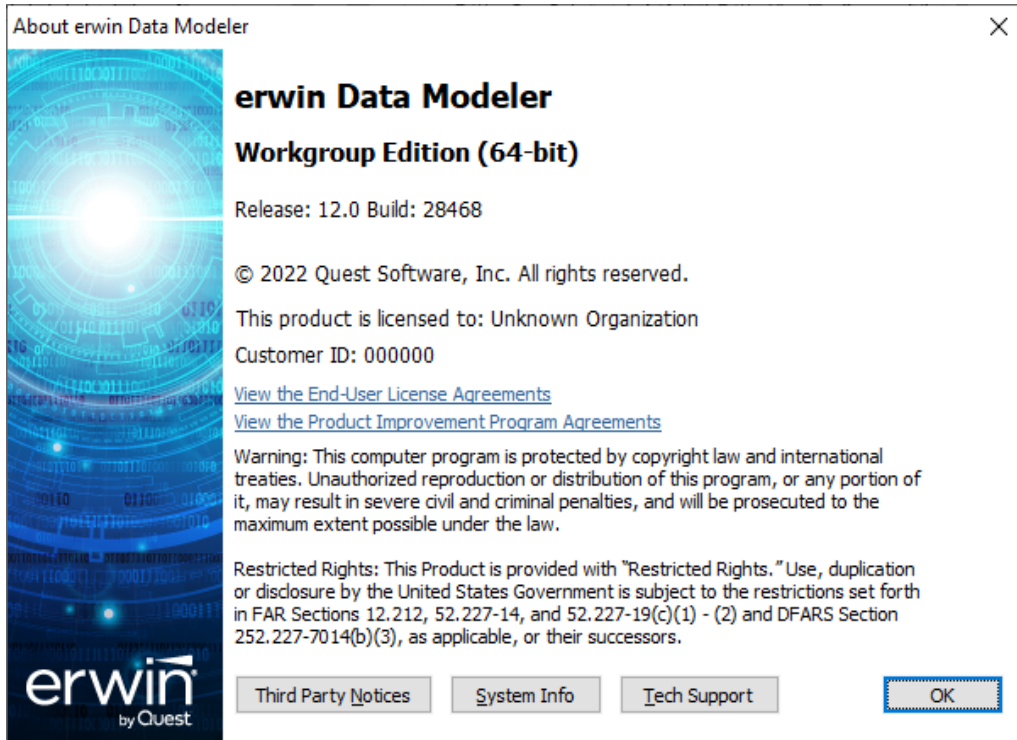 About erwin Data Modeler
erwin Data Modeler
Workgroup Edition (64-bit)
Release: 12.0 Build: 28468
© 2022 Quest Software, Inc. All rights reserved.
This product is licensed to: Unknown Organization
Customer ID: 000000
View the End-User License Agreements
View the Product Improvement Program Agreements
Warning: This computer program is protected by copyright law and international
treaties. Unauthorized reproduction or distribution of this program, or any portion of
it, may result in severe civil and criminal penalties, and will be prosecuted to the
maximum extent possible under the law.
Restricted Rights: This Product is provided with “Restricted Rights.” Use, duplication
or disclosure by the United States Government is subject to the restrictions set forth
in FAR Sections 12.212, 52.227-14, and 52.227-19(c)(1) - (2) and DFARS Section
252.227-7014(b)(3), as applicable, or their successors.
erwin
by Quest
Third Party Notices
System Info
Tech Support
OK